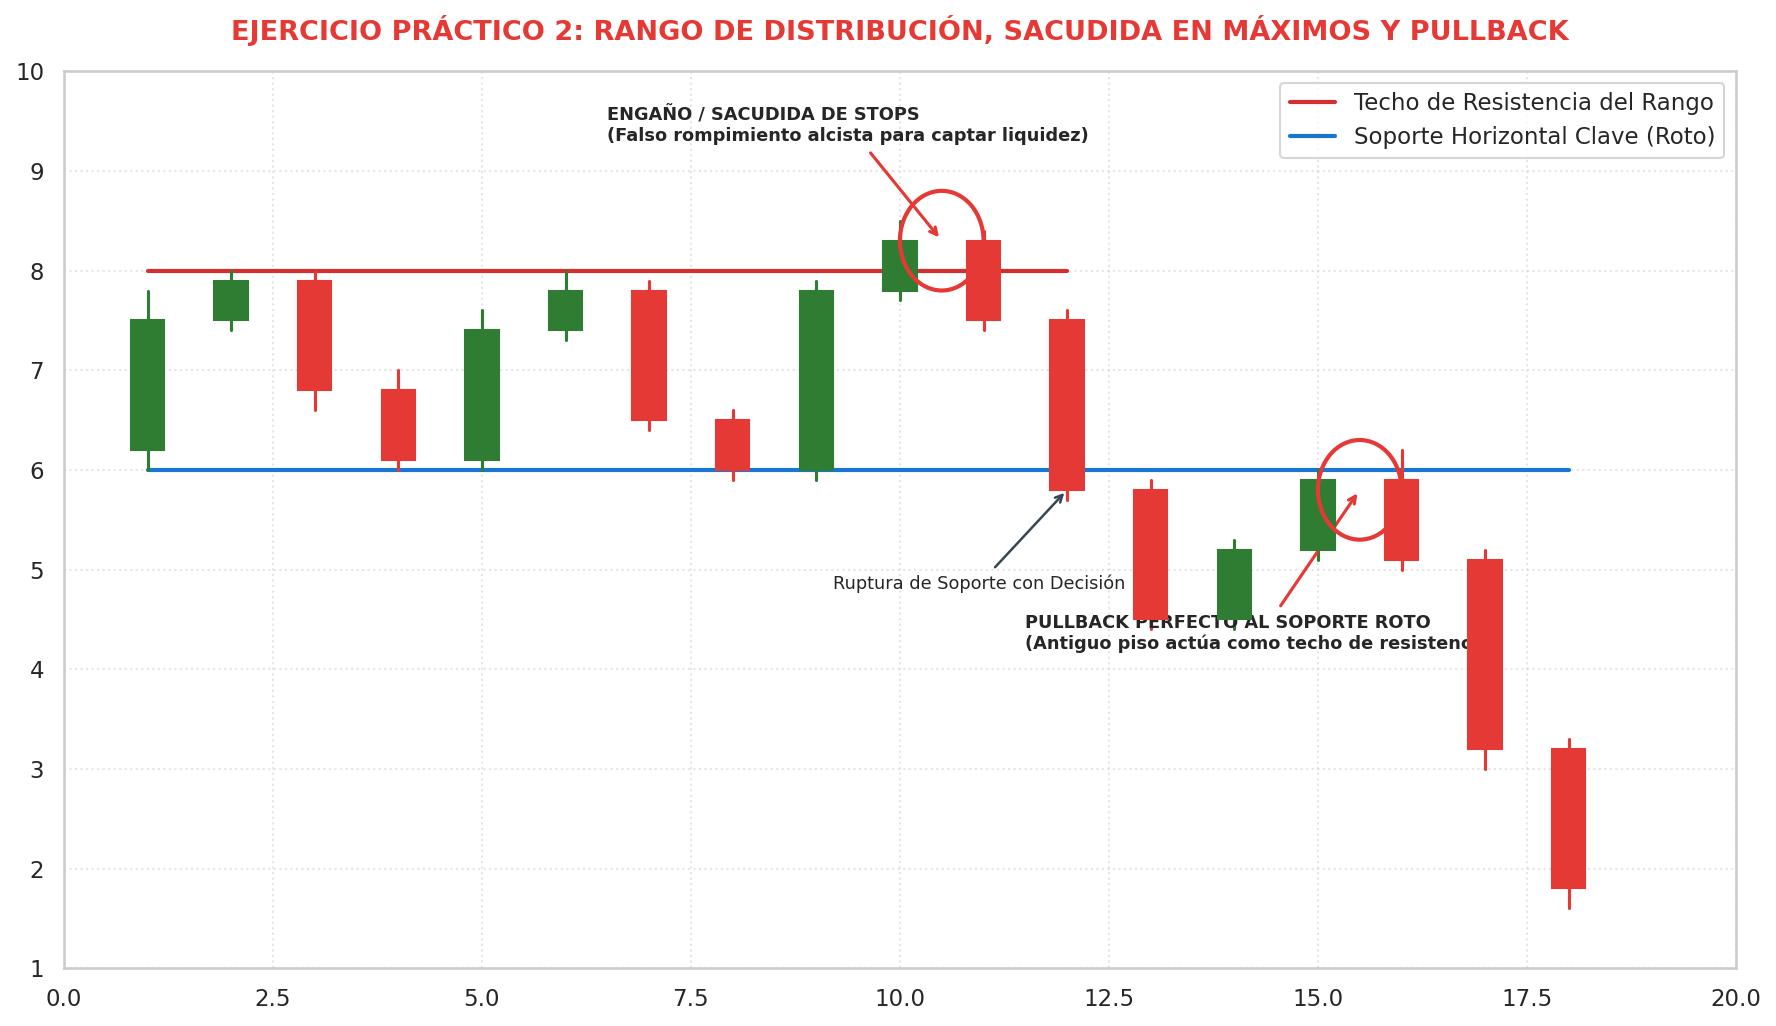 EJERCICIO PRÁCTICO 2: RANGO DE DISTRIBUCIÓN, SACUDIDA EN MÁXIMOS Y PULLBACK
10
9
8
7
6
5
4
3
2
1
ENGAÑO / SACUDIDA DE STOPS
(Falso rompimiento alcista para captar liquidez)
Techo de Resistencia del Rango
Soporte Horizontal Clave (Roto)
Ruptura de Soporte con Decisión
PULLBACK PERFECTO AL SOPORTE ROTO
(Antiguo piso actúa como techo de
0.0 2.5 5.0 7.5 10.0 12.5 15.0 17.5 20.0